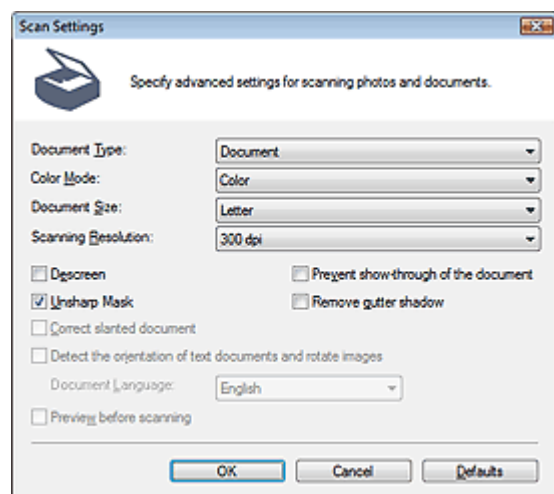 Scan Settings
Specify advanced settings for scanning photos and documents.
Document Type: Document
Color Mode: Color
Document Size: Letter
Scanning Resolution: 300 dpi
Descreen Prevent show-through of the document
Unsharp Mask Remove gutter shadow
Correct slanted document
Detect the orientation of text documents and rotate images
Document Language: English
Preview before scanning
OK Cancel Defaults